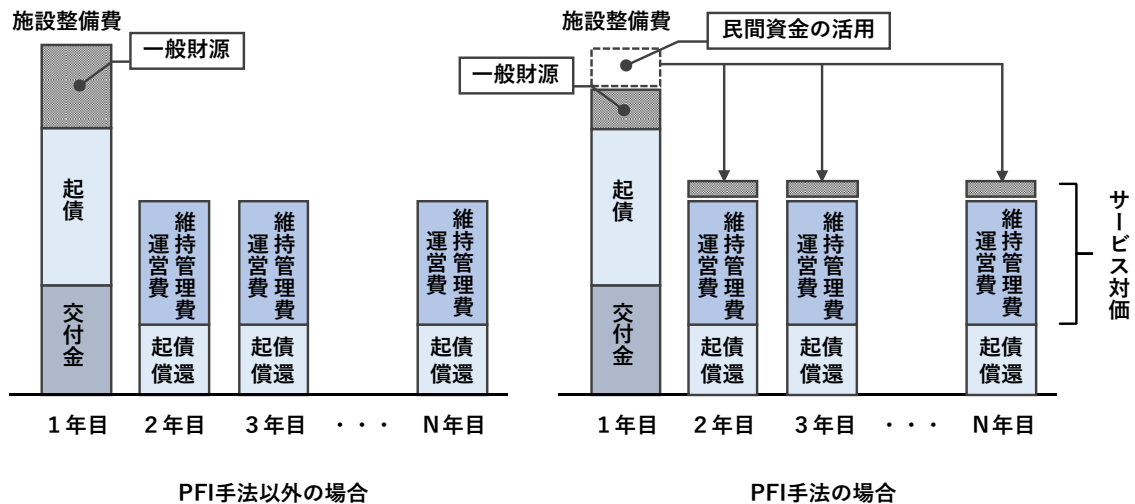 施設整備費
一般財源
起債
交付金
維持管理費
運営費
起債
償還
維持管理費
運営費
起債
償還
維持管理費
運営費
起債
償還
1年目
2年目
3年目
・・・
N年目
PFI手法以外の場合
施設整備費
民間資金の活用
一般財源
起債
交付金
維持管理費
運営費
起債
償還
維持管理費
運営費
起債
償還
維持管理費
運営費
起債
償還
サービス対価
1年目
2年目
3年目
・・・
N年目
PFI手法の場合